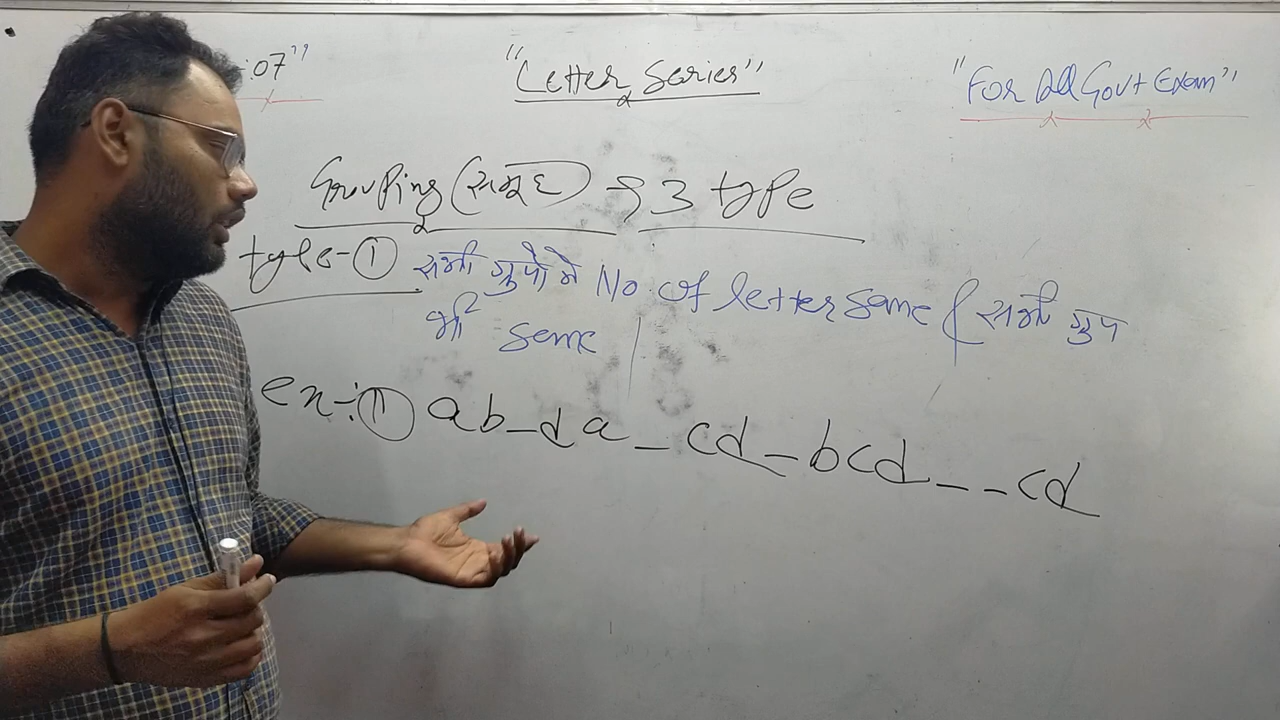 :07"
"Letter Series"
"For All Govt Exam"
Grouping (समूह) → 3 type
type-① सभी ग्रुपों में No. of letter same & सभी ग्रुप
भी same
ex-:① ab_da_cd_bcd__cd